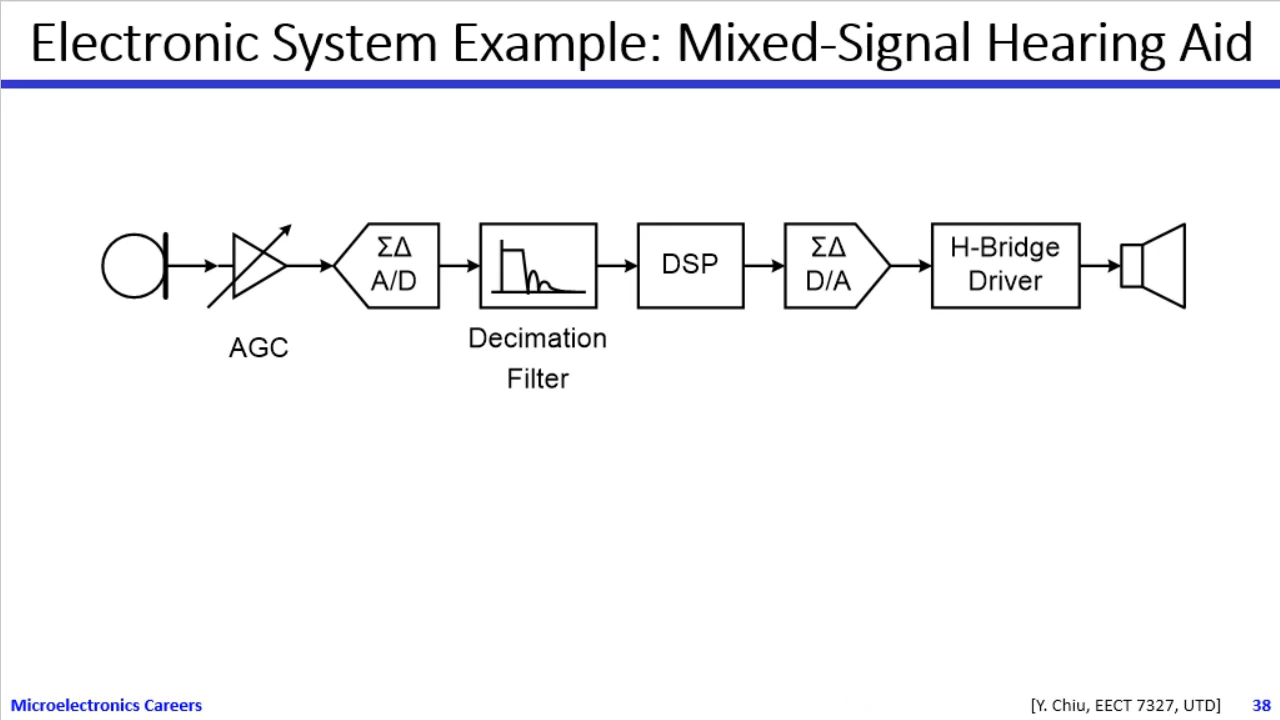 Electronic System Example: Mixed-Signal Hearing Aid
AGC
ΣΔ
A/D
Decimation
Filter
DSP
ΣΔ
D/A
H-Bridge
Driver
Microelectronics Careers
[Y. Chiu, EECT 7327, UTD]
38